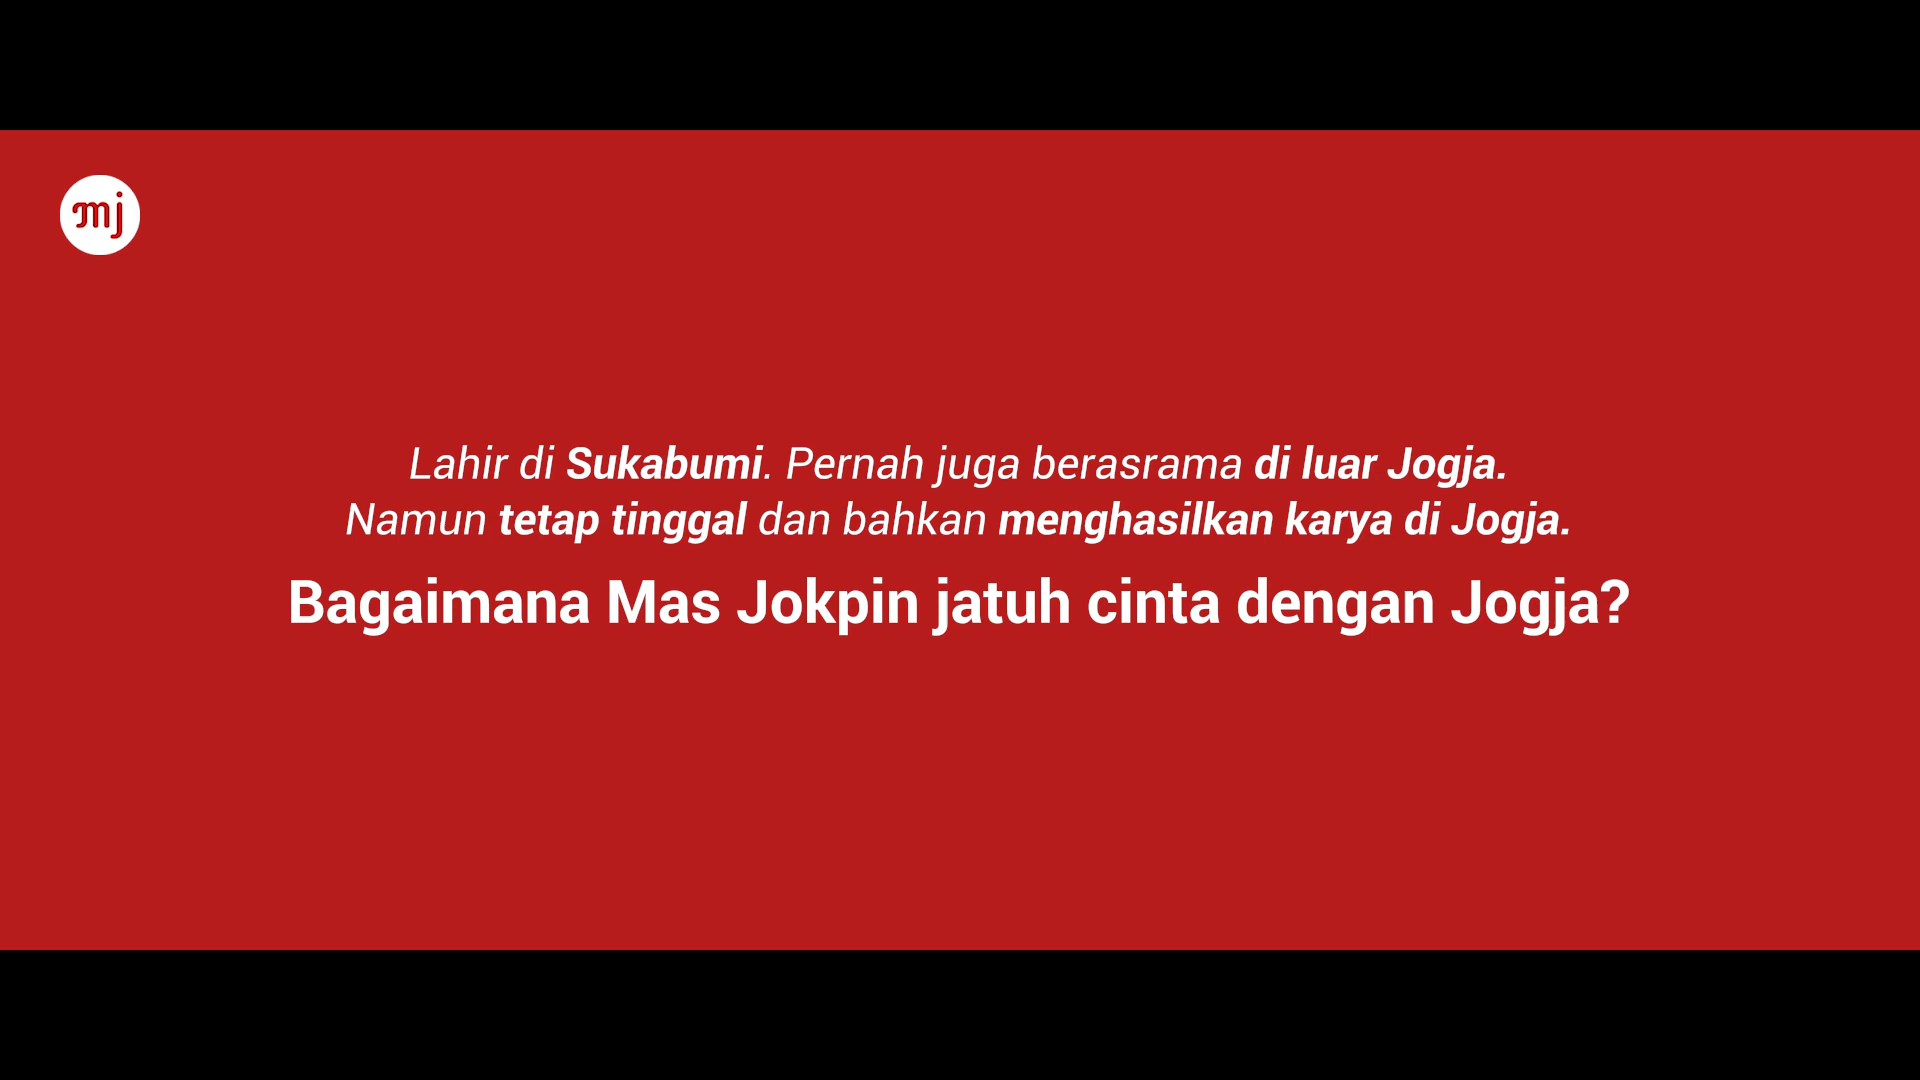 mj
Lahir di Sukabumi. Pernah juga berasrama di luar Jogja.
Namun tetap tinggal dan bahkan menghasilkan karya di Jogja.
Bagaimana Mas Jokpin jatuh cinta dengan Jogja?